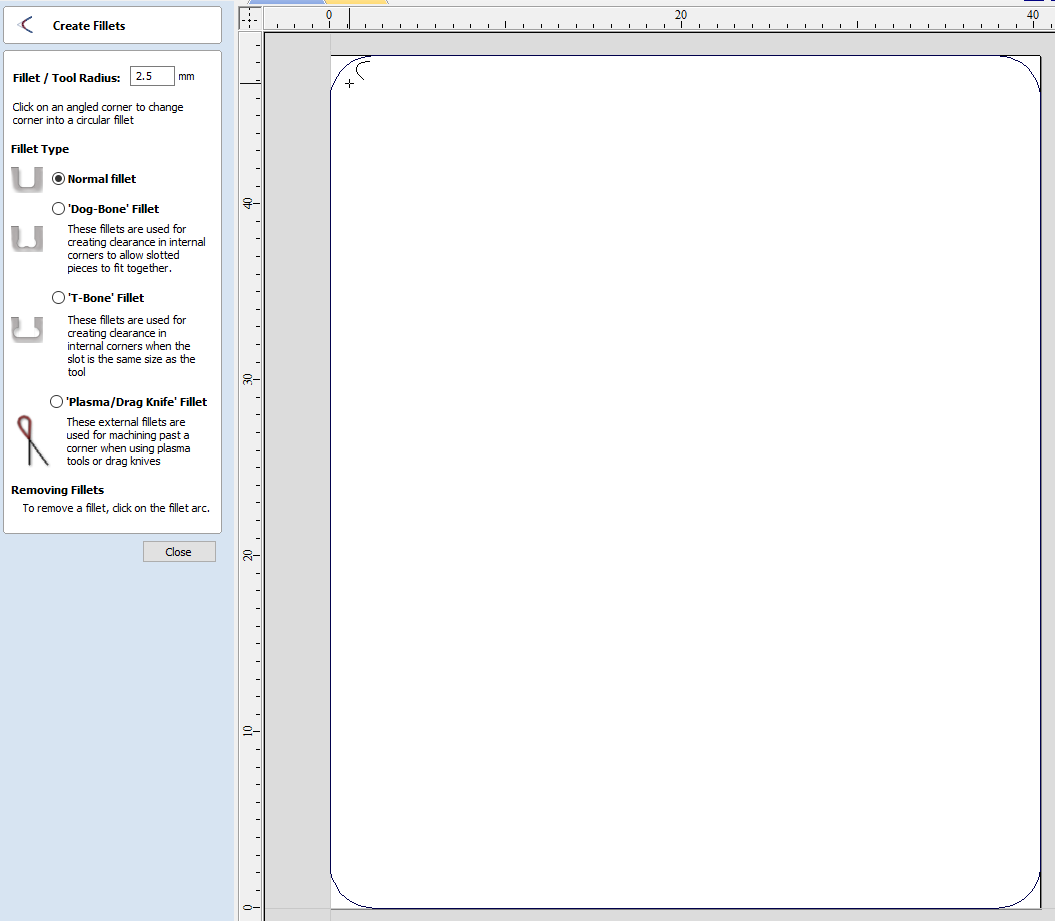 Create Fillets
Fillet / Tool Radius: 2.5 mm
Click on an angled corner to change
corner into a circular fillet
Fillet Type
Normal fillet
'Dog-Bone' Fillet
These fillets are used for
creating clearance in internal
corners to allow slotted
pieces to fit together.
'T-Bone' Fillet
These fillets are used for
creating clearance in
internal corners when the
slot is the same size as the
tool
'Plasma/Drag Knife' Fillet
These external fillets are
used for machining past a
corner when using plasma
tools or drag knives
Removing Fillets
To remove a fillet, click on the fillet arc.
Close
0 20 40
40
30
20
10
0